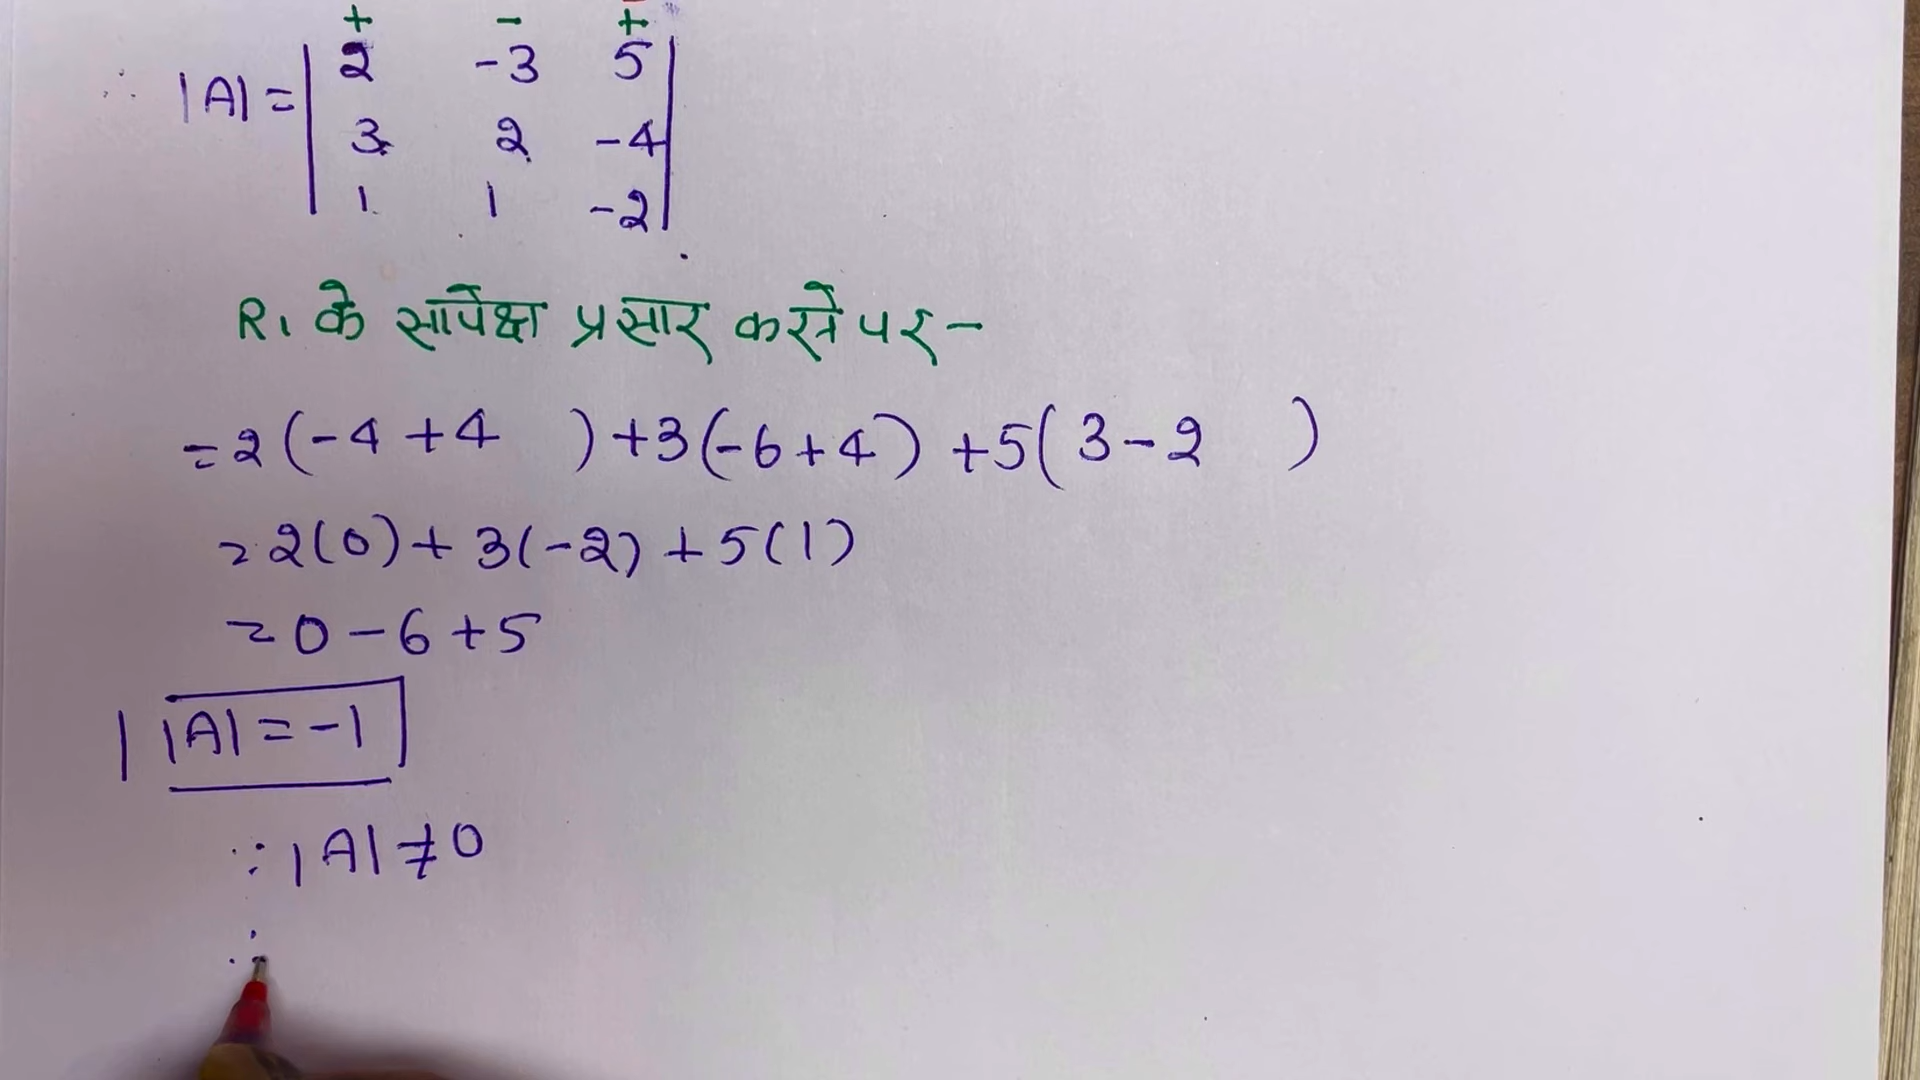 + - +
∴ |A| = | 2 -3 5 |
3 2 -4
1 1 -2
R₁ के सापेक्ष प्रसार करने पर -
= 2(-4+4 ) +3(-6+4) +5(3-2 )
= 2(0) + 3(-2) + 5(1)
= 0 - 6 + 5
| |A| = -1 |
∵ |A| ≠ 0
∴